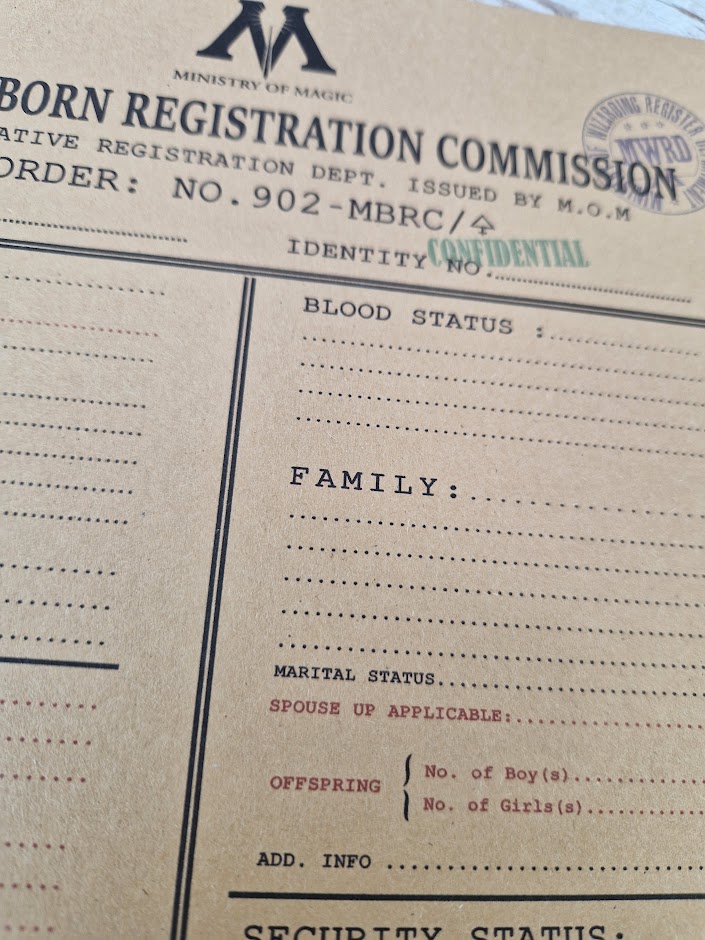 MINISTRY OF MAGIC
BORN REGISTRATION COMMISSION
ATIVE REGISTRATION DEPT. ISSUED BY M.O.M
ORDER: NO.902-MBRC/
IDENTITY NO.
CONFIDENTIAL
WELLBEING REGISTER
MWRD
BLOOD STATUS :
FAMILY:
MARITAL STATUS
SPOUSE UP APPLICABLE:
OFFSPRING
No. of Boy(s)
No. of Girls(s)
ADD. INFO
SECURITY STATUS: